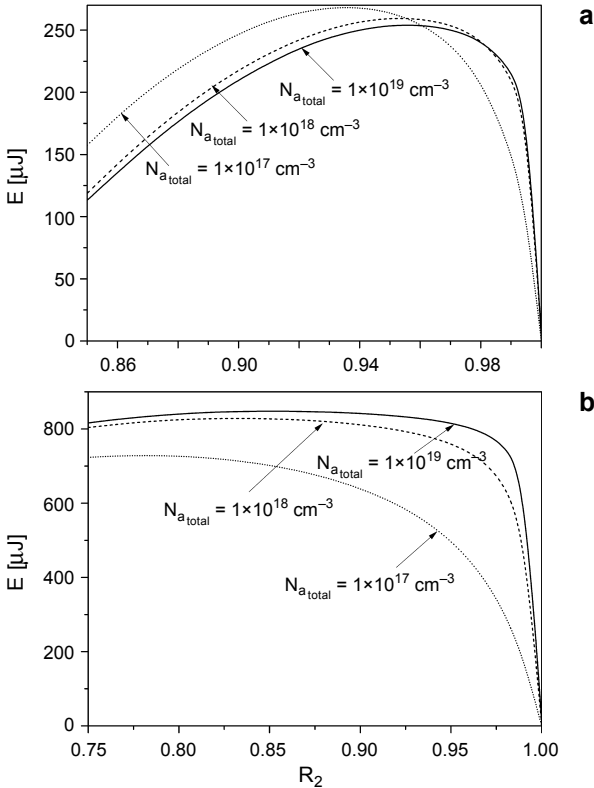 a
250
200
150
100
50
0
E [μJ]
N_a_total = 1×10^19 cm^−3
N_a_total = 1×10^18 cm^−3
N_a_total = 1×10^17 cm^−3
0.86 0.90 0.94 0.98
b
800
600
400
200
0
E [μJ]
N_a_total = 1×10^19 cm^−3
N_a_total = 1×10^18 cm^−3
N_a_total = 1×10^17 cm^−3
0.75 0.80 0.85 0.90 0.95 1.00
R_2